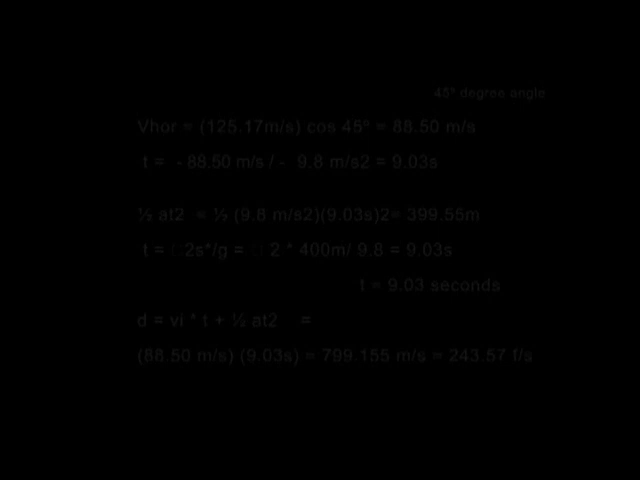 45º degree angle
Vhor = (125.17m/s) cos 45º = 88.50 m/s
t = - 88.50 m/s / - 9.8 m/s2 = 9.03s
½ at2 = ½ (9.8 m/s2)(9.03s)2= 399.55m
t = □2s*/g = □ 2 * 400m/ 9.8 = 9.03s
t = 9.03 seconds
d = vi * t + ½ at2 =
(88.50 m/s) (9.03s) = 799.155 m/s = 243.57 f/s